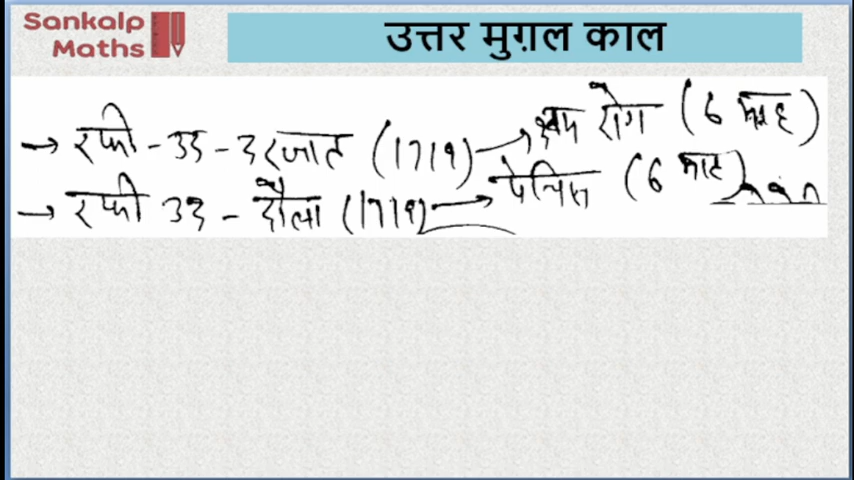 Sankalp
Maths
उत्तर मुग़ल काल
→ रफी - उद - दरजात (1719) → क्षय रोग (6 माह)
→ रफी उद - दौला (1719) → पेचिस (6 माह)